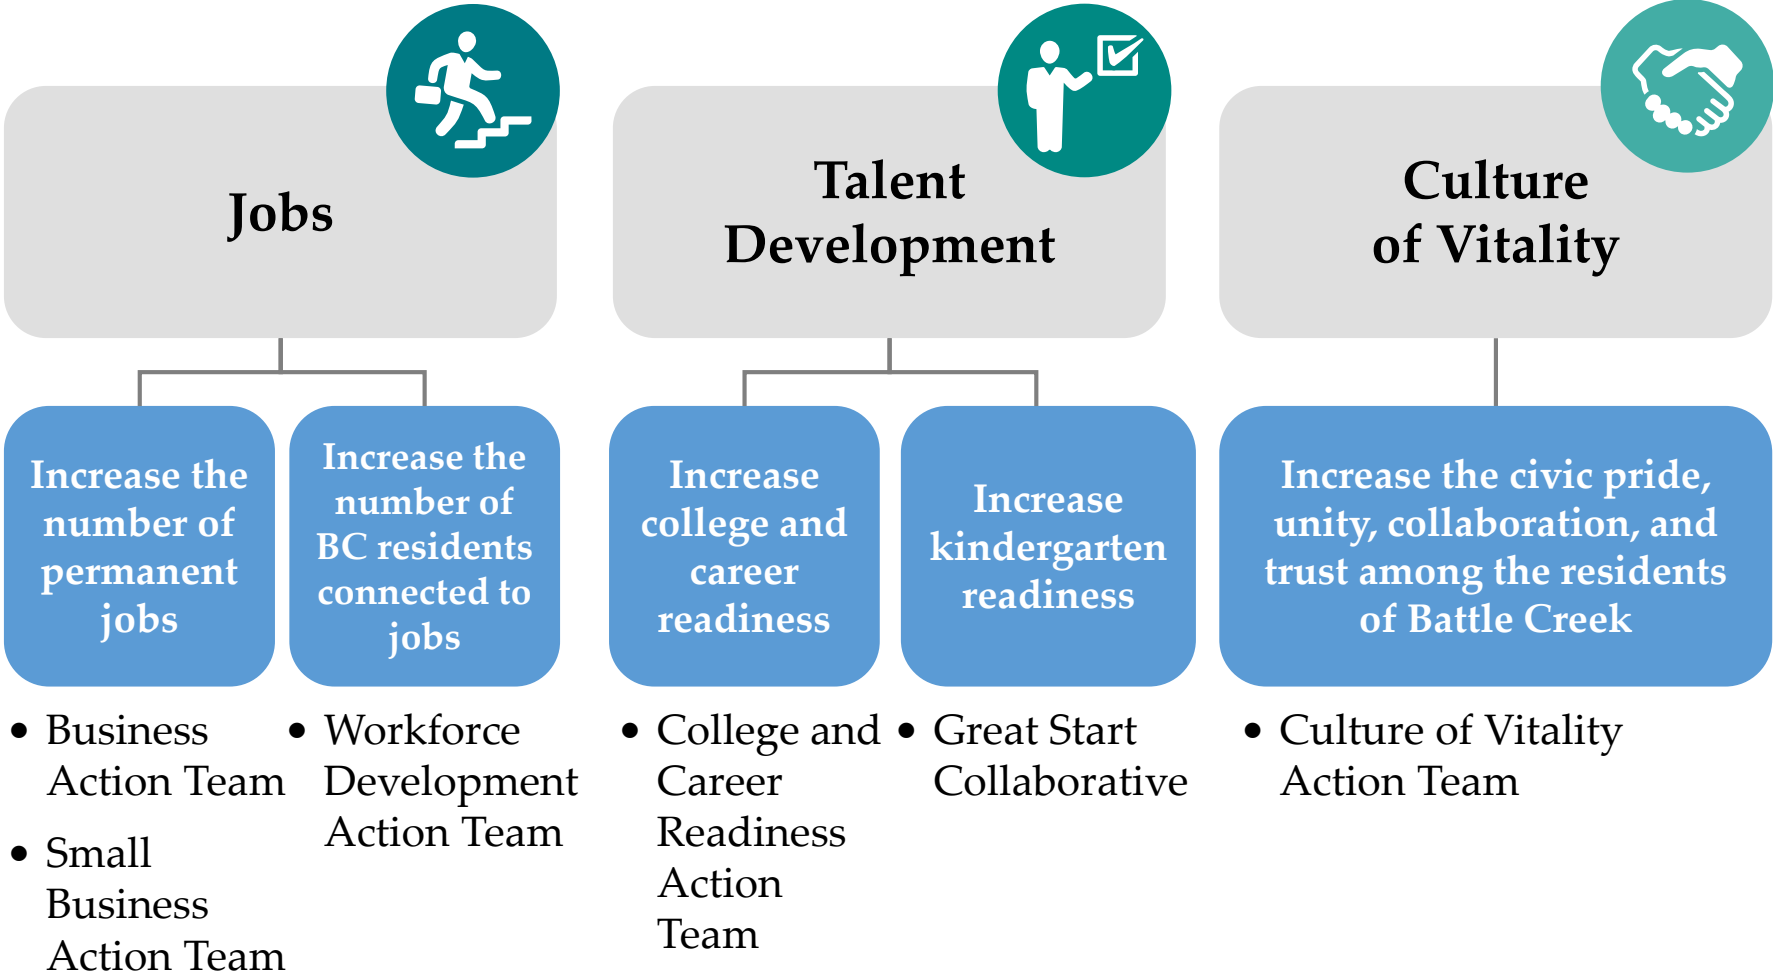 Jobs
Talent
Development
Culture
of Vitality
Increase the
number of
permanent
jobs
Increase the
number of
BC residents
connected to
jobs
Increase
college and
career
readiness
Increase
kindergarten
readiness
Increase the civic pride,
unity, collaboration, and
trust among the residents
of Battle Creek
• Business
Action Team
• Small
Business
Action Team
• Workforce
Development
Action Team
• College and
Career
Readiness
Action
Team
• Great Start
Collaborative
• Culture of Vitality
Action Team